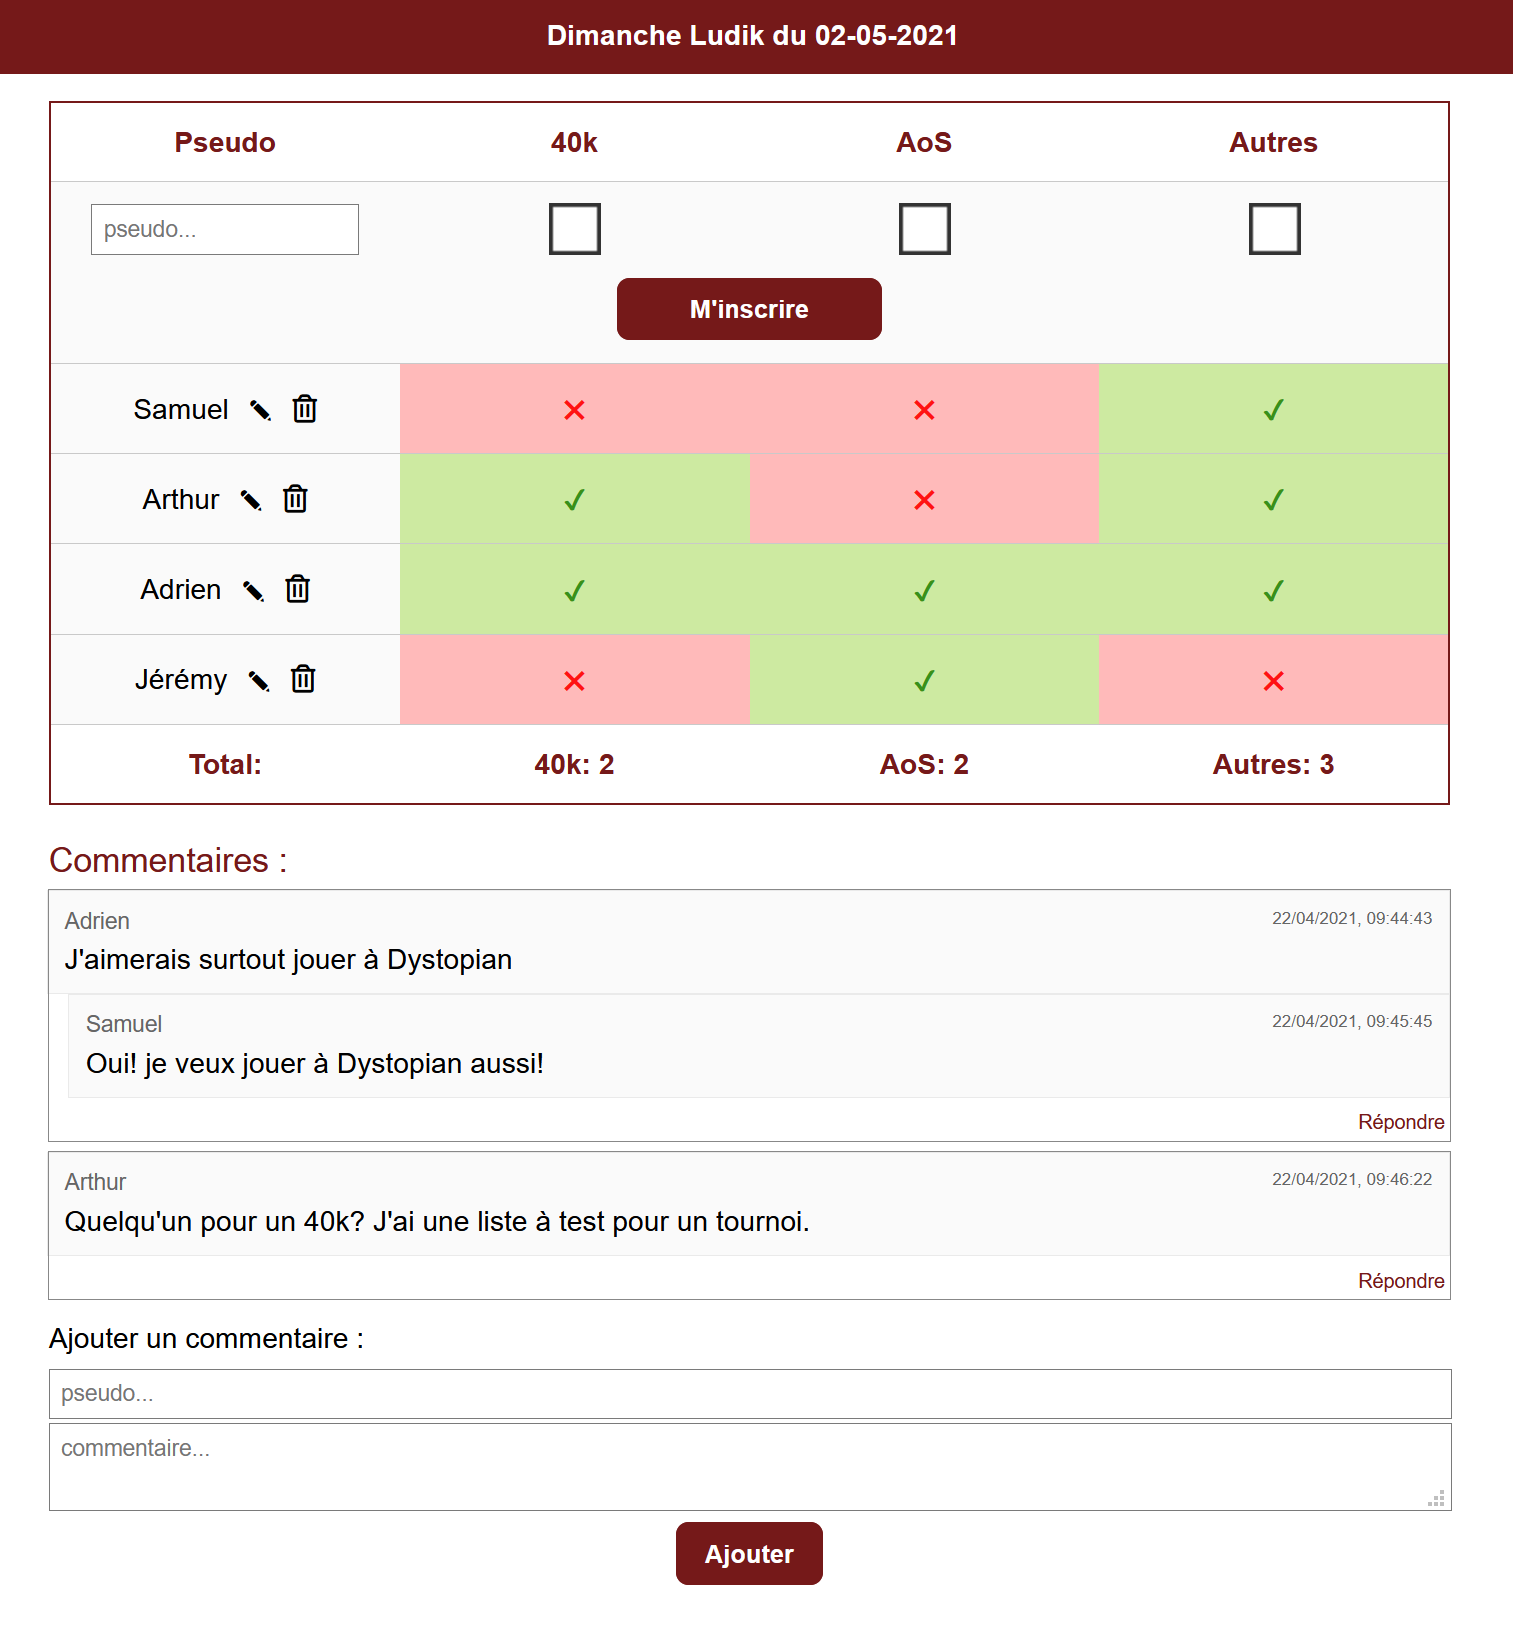 Dimanche Ludik du 02-05-2021
Pseudo 40k AoS Autres
pseudo...
M'inscrire
Samuel
Arthur
Adrien
Jérémy
Total: 40k: 2 AoS: 2 Autres: 3
Commentaires :
Adrien 22/04/2021, 09:44:43
J'aimerais surtout jouer à Dystopian
Samuel 22/04/2021, 09:45:45
Oui! je veux jouer à Dystopian aussi!
Répondre
Arthur 22/04/2021, 09:46:22
Quelqu'un pour un 40k? J'ai une liste à test pour un tournoi.
Répondre
Ajouter un commentaire :
pseudo...
commentaire...
Ajouter